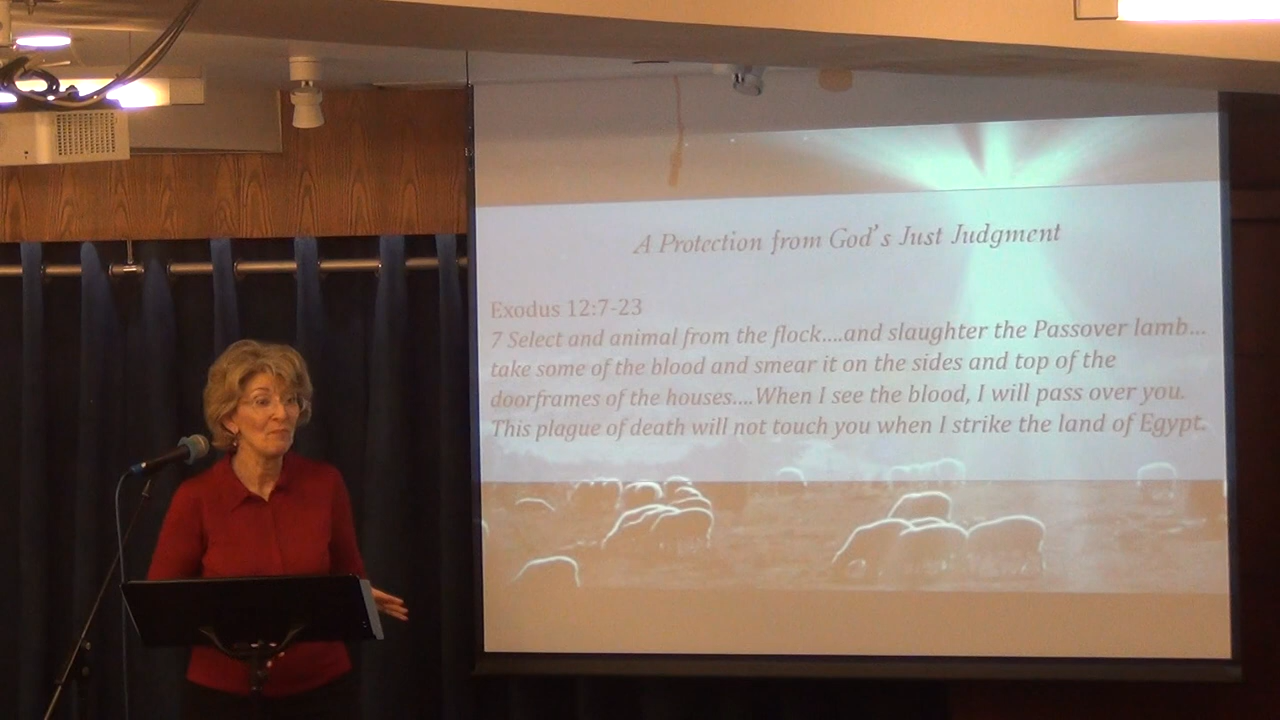 A Protection from God's Just Judgment
Exodus 12:7-23
7 Select and animal from the flock....and slaughter the Passover lamb...
take some of the blood and smear it on the sides and top of the
doorframes of the houses....When I see the blood, I will pass over you.
This plague of death will not touch you when I strike the land of Egypt.